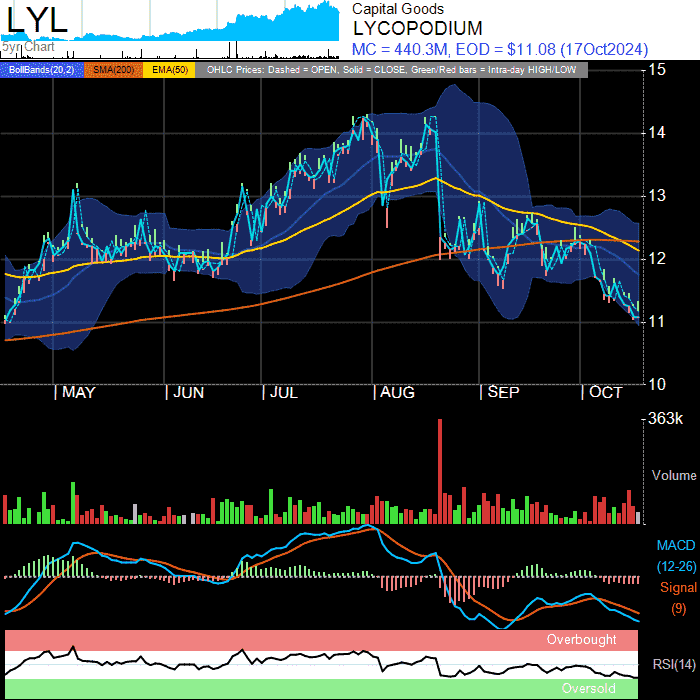 LYL
5yr Chart
Capital Goods
LYCOPODIUM
MC = 440.3M, EOD = $11.08 (17Oct2024)
BollBands(20,2) SMA(200) EMA(50) OHLC Prices: Dashed = OPEN, Solid = CLOSE, Green/Red bars = Intra-day HIGH/LOW
15
14
13
12
11
10
MAY JUN JUL AUG SEP OCT
363k
Volume
MACD
(12-26)
Signal
(9)
Overbought
RSI(14)
Oversold